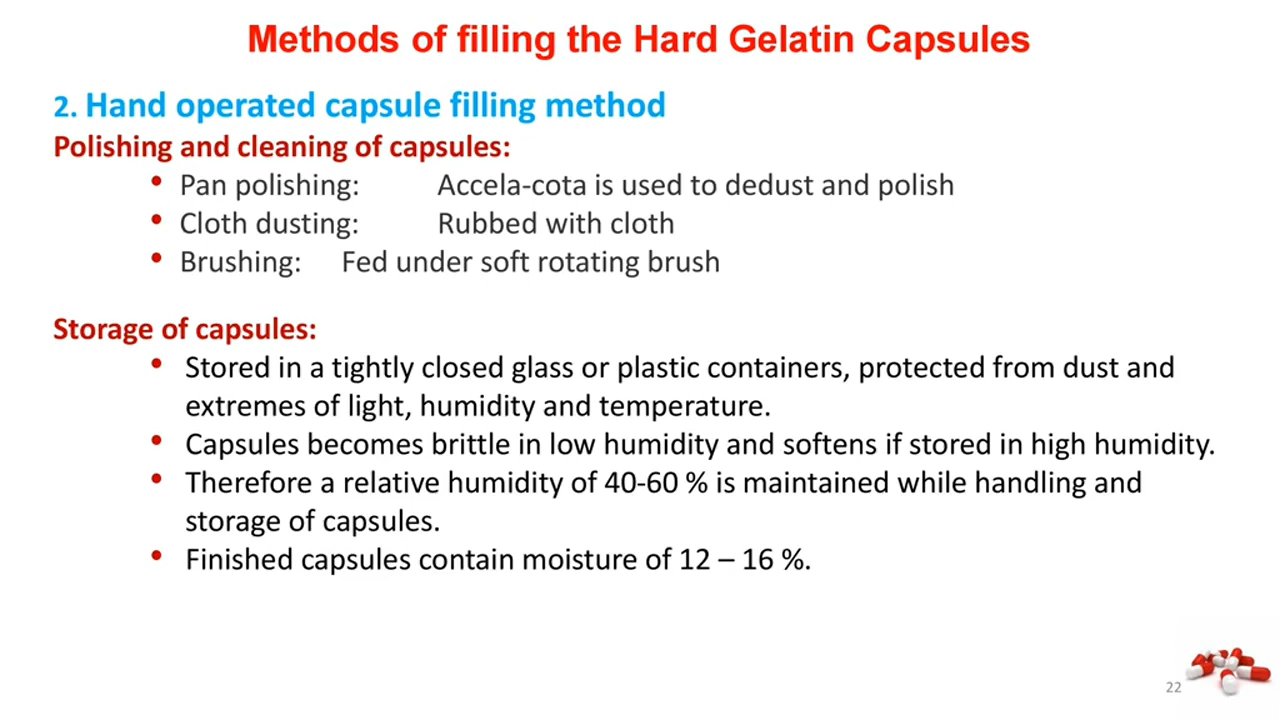 Methods of filling the Hard Gelatin Capsules
2. Hand operated capsule filling method
Polishing and cleaning of capsules:
• Pan polishing: Accela-cota is used to dedust and polish
• Cloth dusting: Rubbed with cloth
• Brushing: Fed under soft rotating brush
Storage of capsules:
• Stored in a tightly closed glass or plastic containers, protected from dust and
extremes of light, humidity and temperature.
• Capsules becomes brittle in low humidity and softens if stored in high humidity.
• Therefore a relative humidity of 40-60 % is maintained while handling and
storage of capsules.
• Finished capsules contain moisture of 12 – 16 %.
22